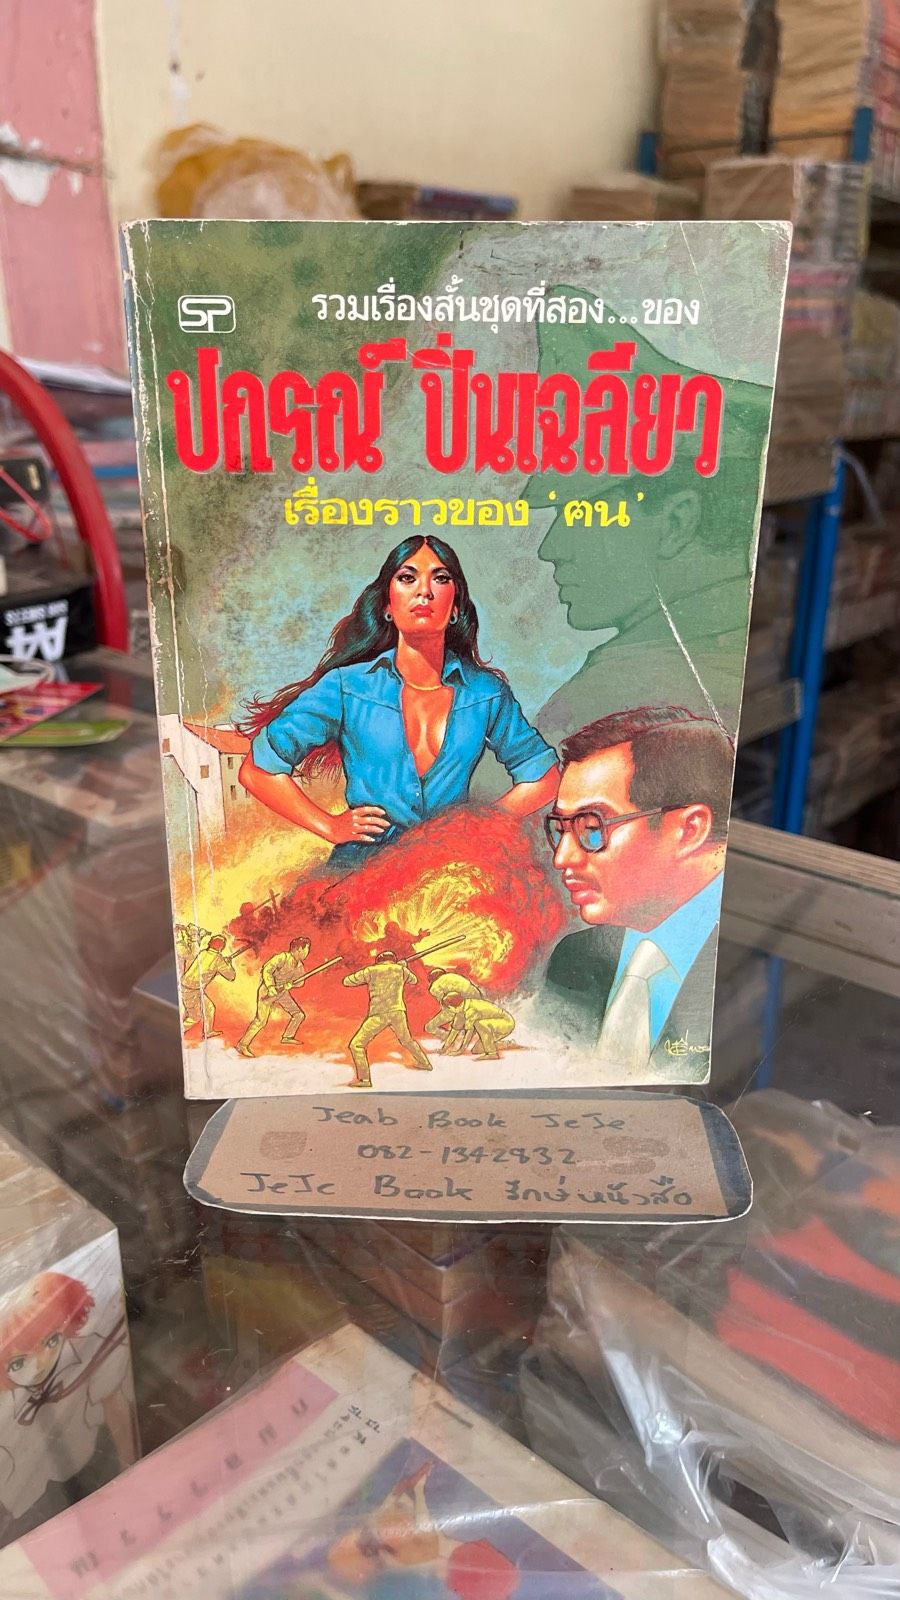 SP
รวมเรื่องสั้นชุดที่สอง...ของ
ปกรณ์ ปิ่นเฉลียว
เรื่องราวของ ‘ฅน’
A4
Jeab Book JeJe
082-1342832
JeJe Book รักษ์หนังสือ